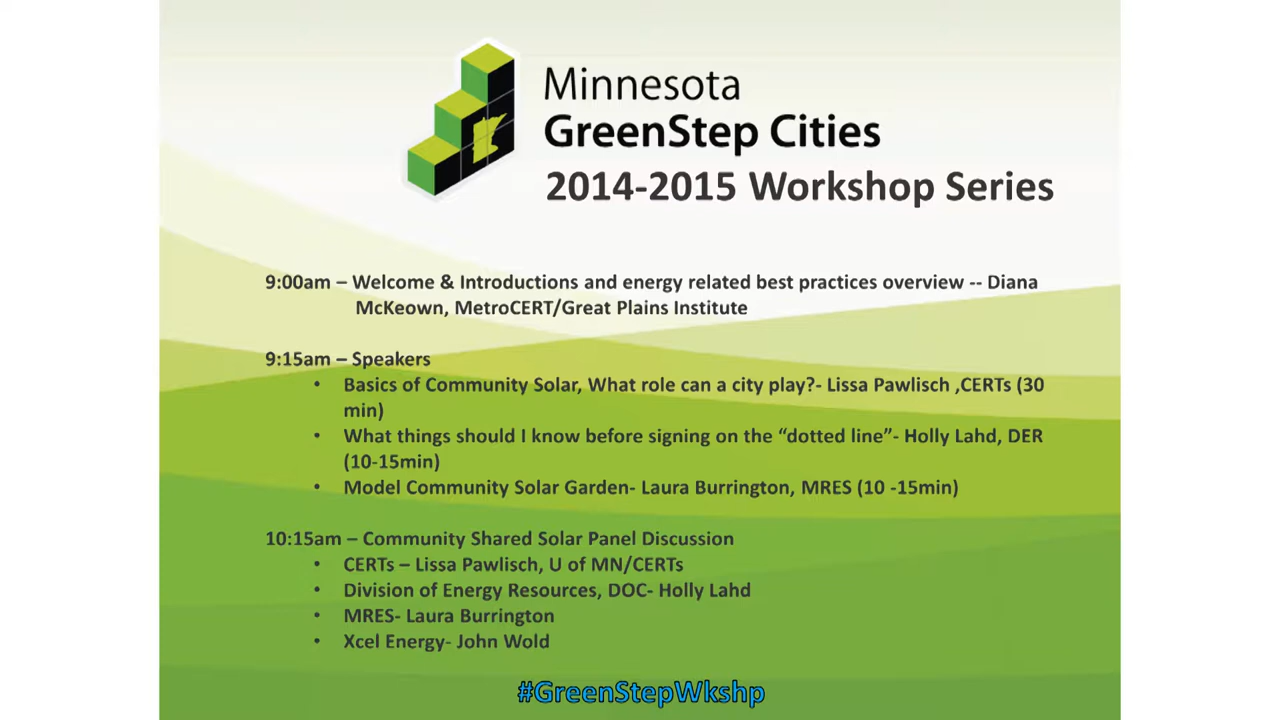 Minnesota
GreenStep Cities
2014-2015 Workshop Series
9:00am – Welcome & Introductions and energy related best practices overview -- Diana
McKeown, MetroCERT/Great Plains Institute
9:15am – Speakers
• Basics of Community Solar, What role can a city play?- Lissa Pawlisch ,CERTs (30
min)
• What things should I know before signing on the “dotted line”- Holly Lahd, DER
(10-15min)
• Model Community Solar Garden- Laura Burrington, MRES (10 -15min)
10:15am – Community Shared Solar Panel Discussion
• CERTs – Lissa Pawlisch, U of MN/CERTs
• Division of Energy Resources, DOC- Holly Lahd
• MRES- Laura Burrington
• Xcel Energy- John Wold
#GreenStepWkshp